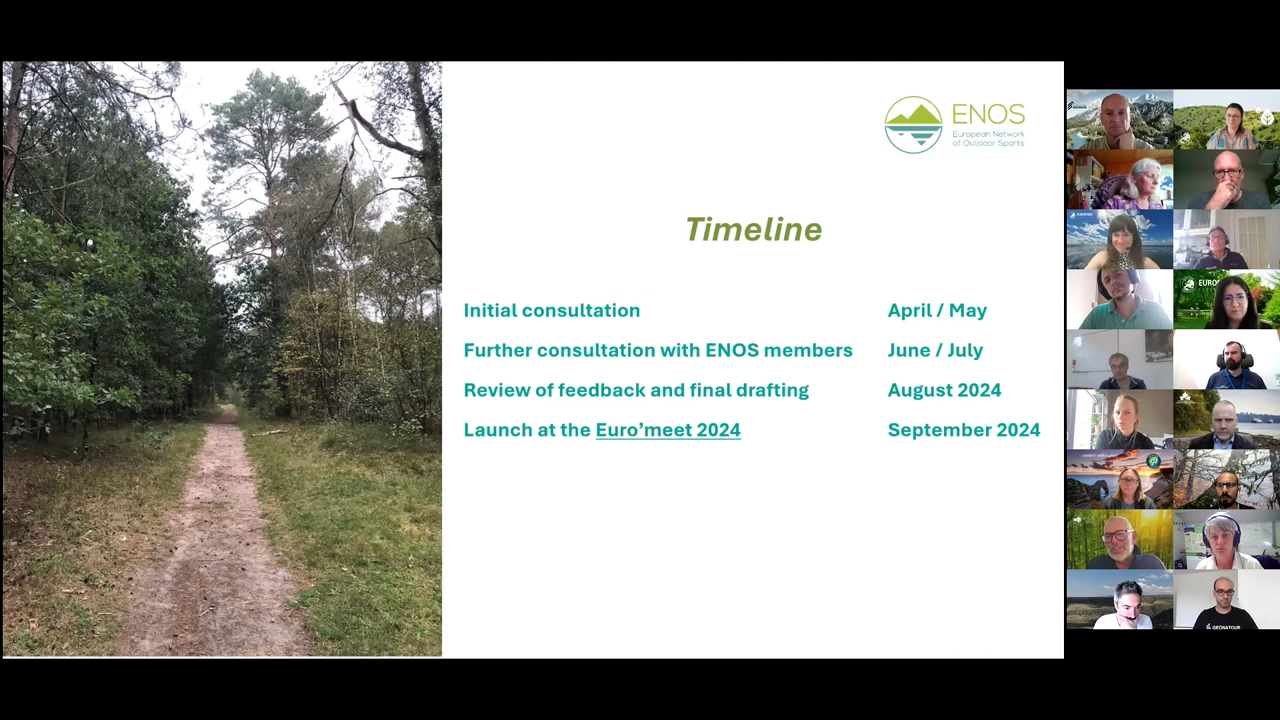 ENOS
European Network
of Outdoor Sports
Timeline
Initial consultation April / May
Further consultation with ENOS members June / July
Review of feedback and final drafting August 2024
Launch at the Euro’meet 2024 September 2024
GEONATOUR